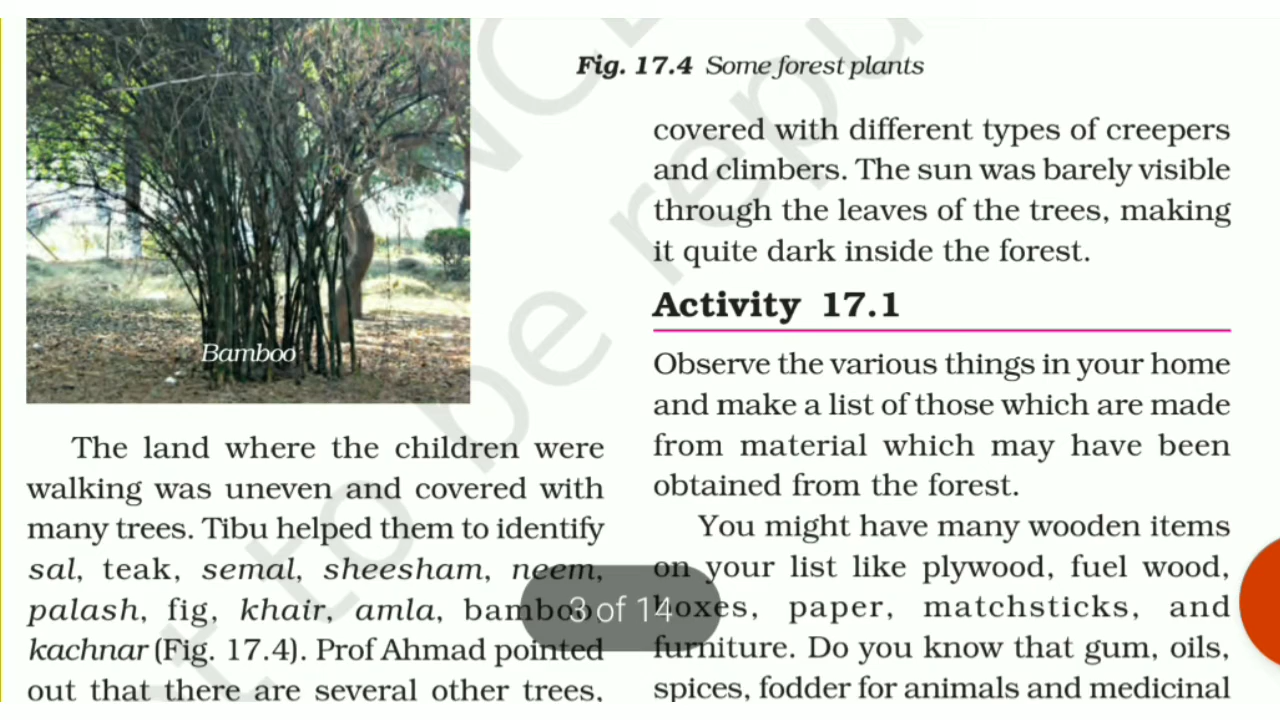 Bamboo
The land where the children were
walking was uneven and covered with
many trees. Tibu helped them to identify
sal, teak, semal, sheesham, neem,
palash, fig, khair, amla, bamboo,
kachnar (Fig. 17.4). Prof Ahmad pointed
out that there are several other trees,
Fig. 17.4 Some forest plants
covered with different types of creepers
and climbers. The sun was barely visible
through the leaves of the trees, making
it quite dark inside the forest.
Activity 17.1
Observe the various things in your home
and make a list of those which are made
from material which may have been
obtained from the forest.
You might have many wooden items
on your list like plywood, fuel wood,
boxes, paper, matchsticks, and
furniture. Do you know that gum, oils,
spices, fodder for animals and medicinal
3 of 14
to be repu